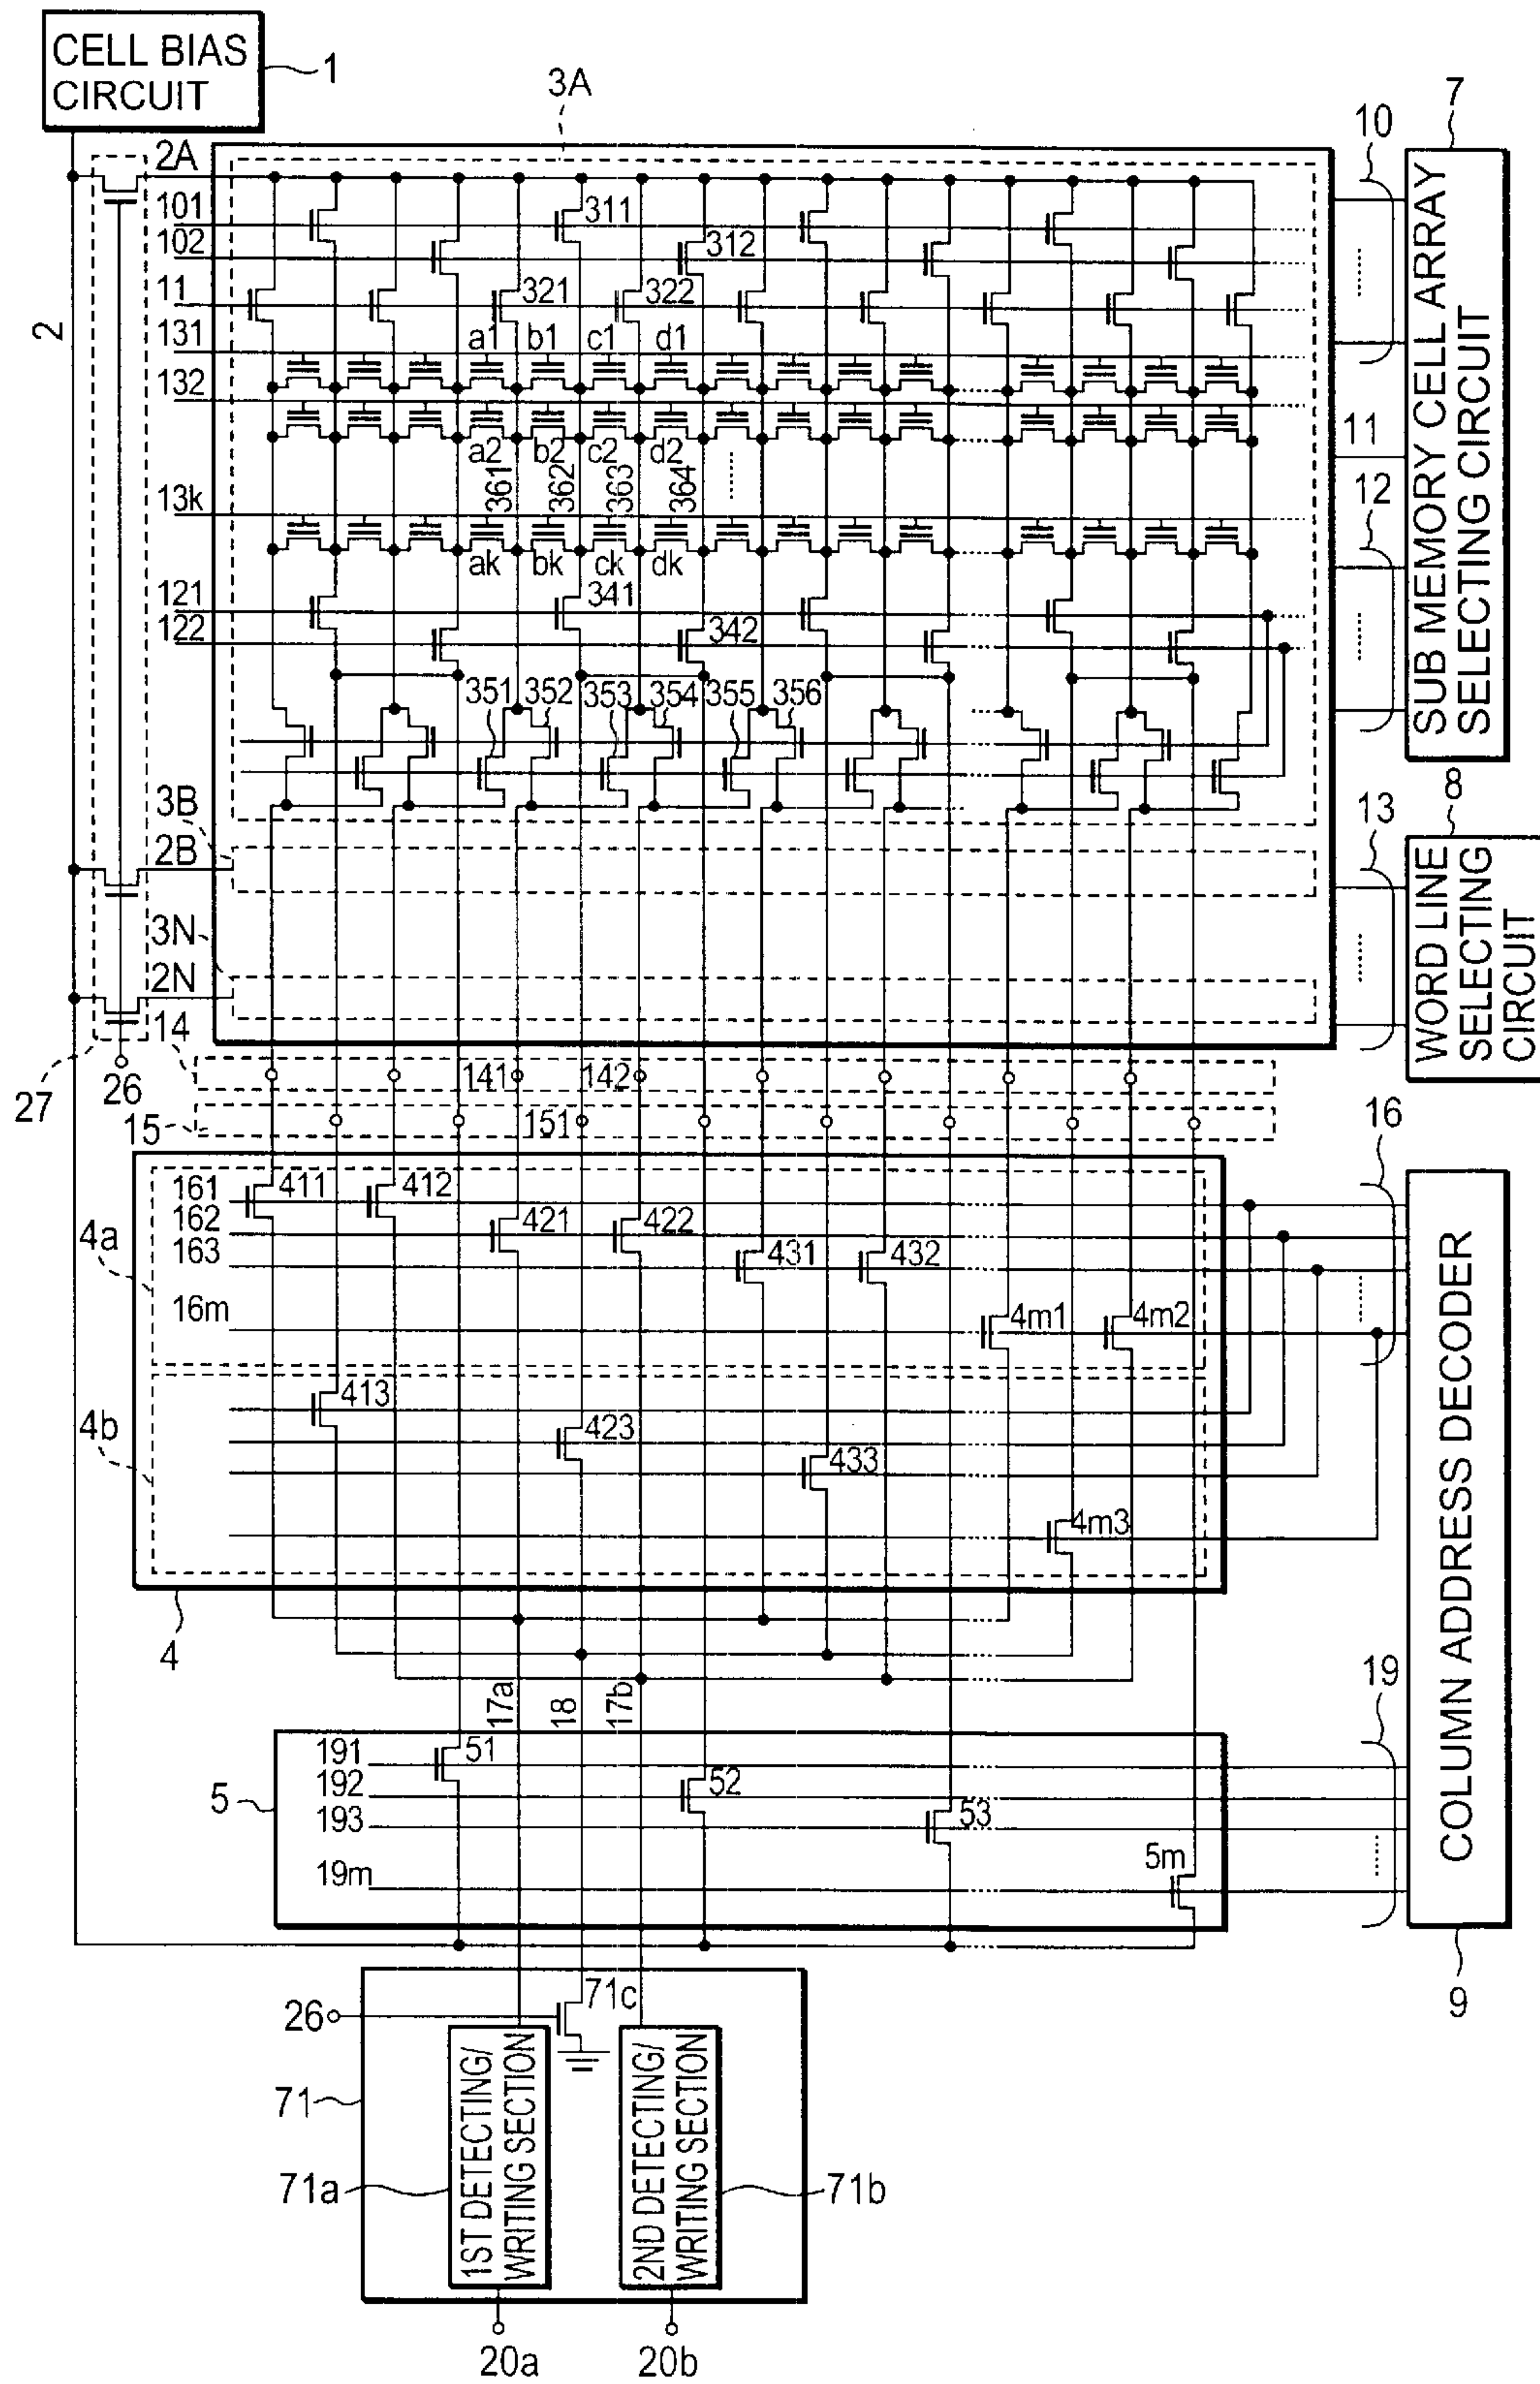 CELL BIAS
CIRCUIT
1
3A
7
10
2A
101
311
102
312
11
321
322
2
131
a1
b1
c1
d1
132
a2
b2
c2
d2
361
362
363
364
13k
ak
bk
ck
dk
11
12
SUB MEMORY CELL ARRAY
SELECTING CIRCUIT
121
341
122
342
351
352
353
354
355
356
3B
8
13
2B
3N
2N
WORD LINE
SELECTING
CIRCUIT
14
27
26
141
142
15
151
16
161
411
412
162
421
422
4a
163
431
432
16m
4m1
4m2
413
4b
423
433
4m3
COLUMN ADDRESS DECODER
4
17a
18
17b
19
191
51
192
52
5
193
53
19m
5m
9
26
71c
71
1ST DETECTING/
WRITING SECTION
2ND DETECTING/
WRITING SECTION
71a
71b
20a
20b